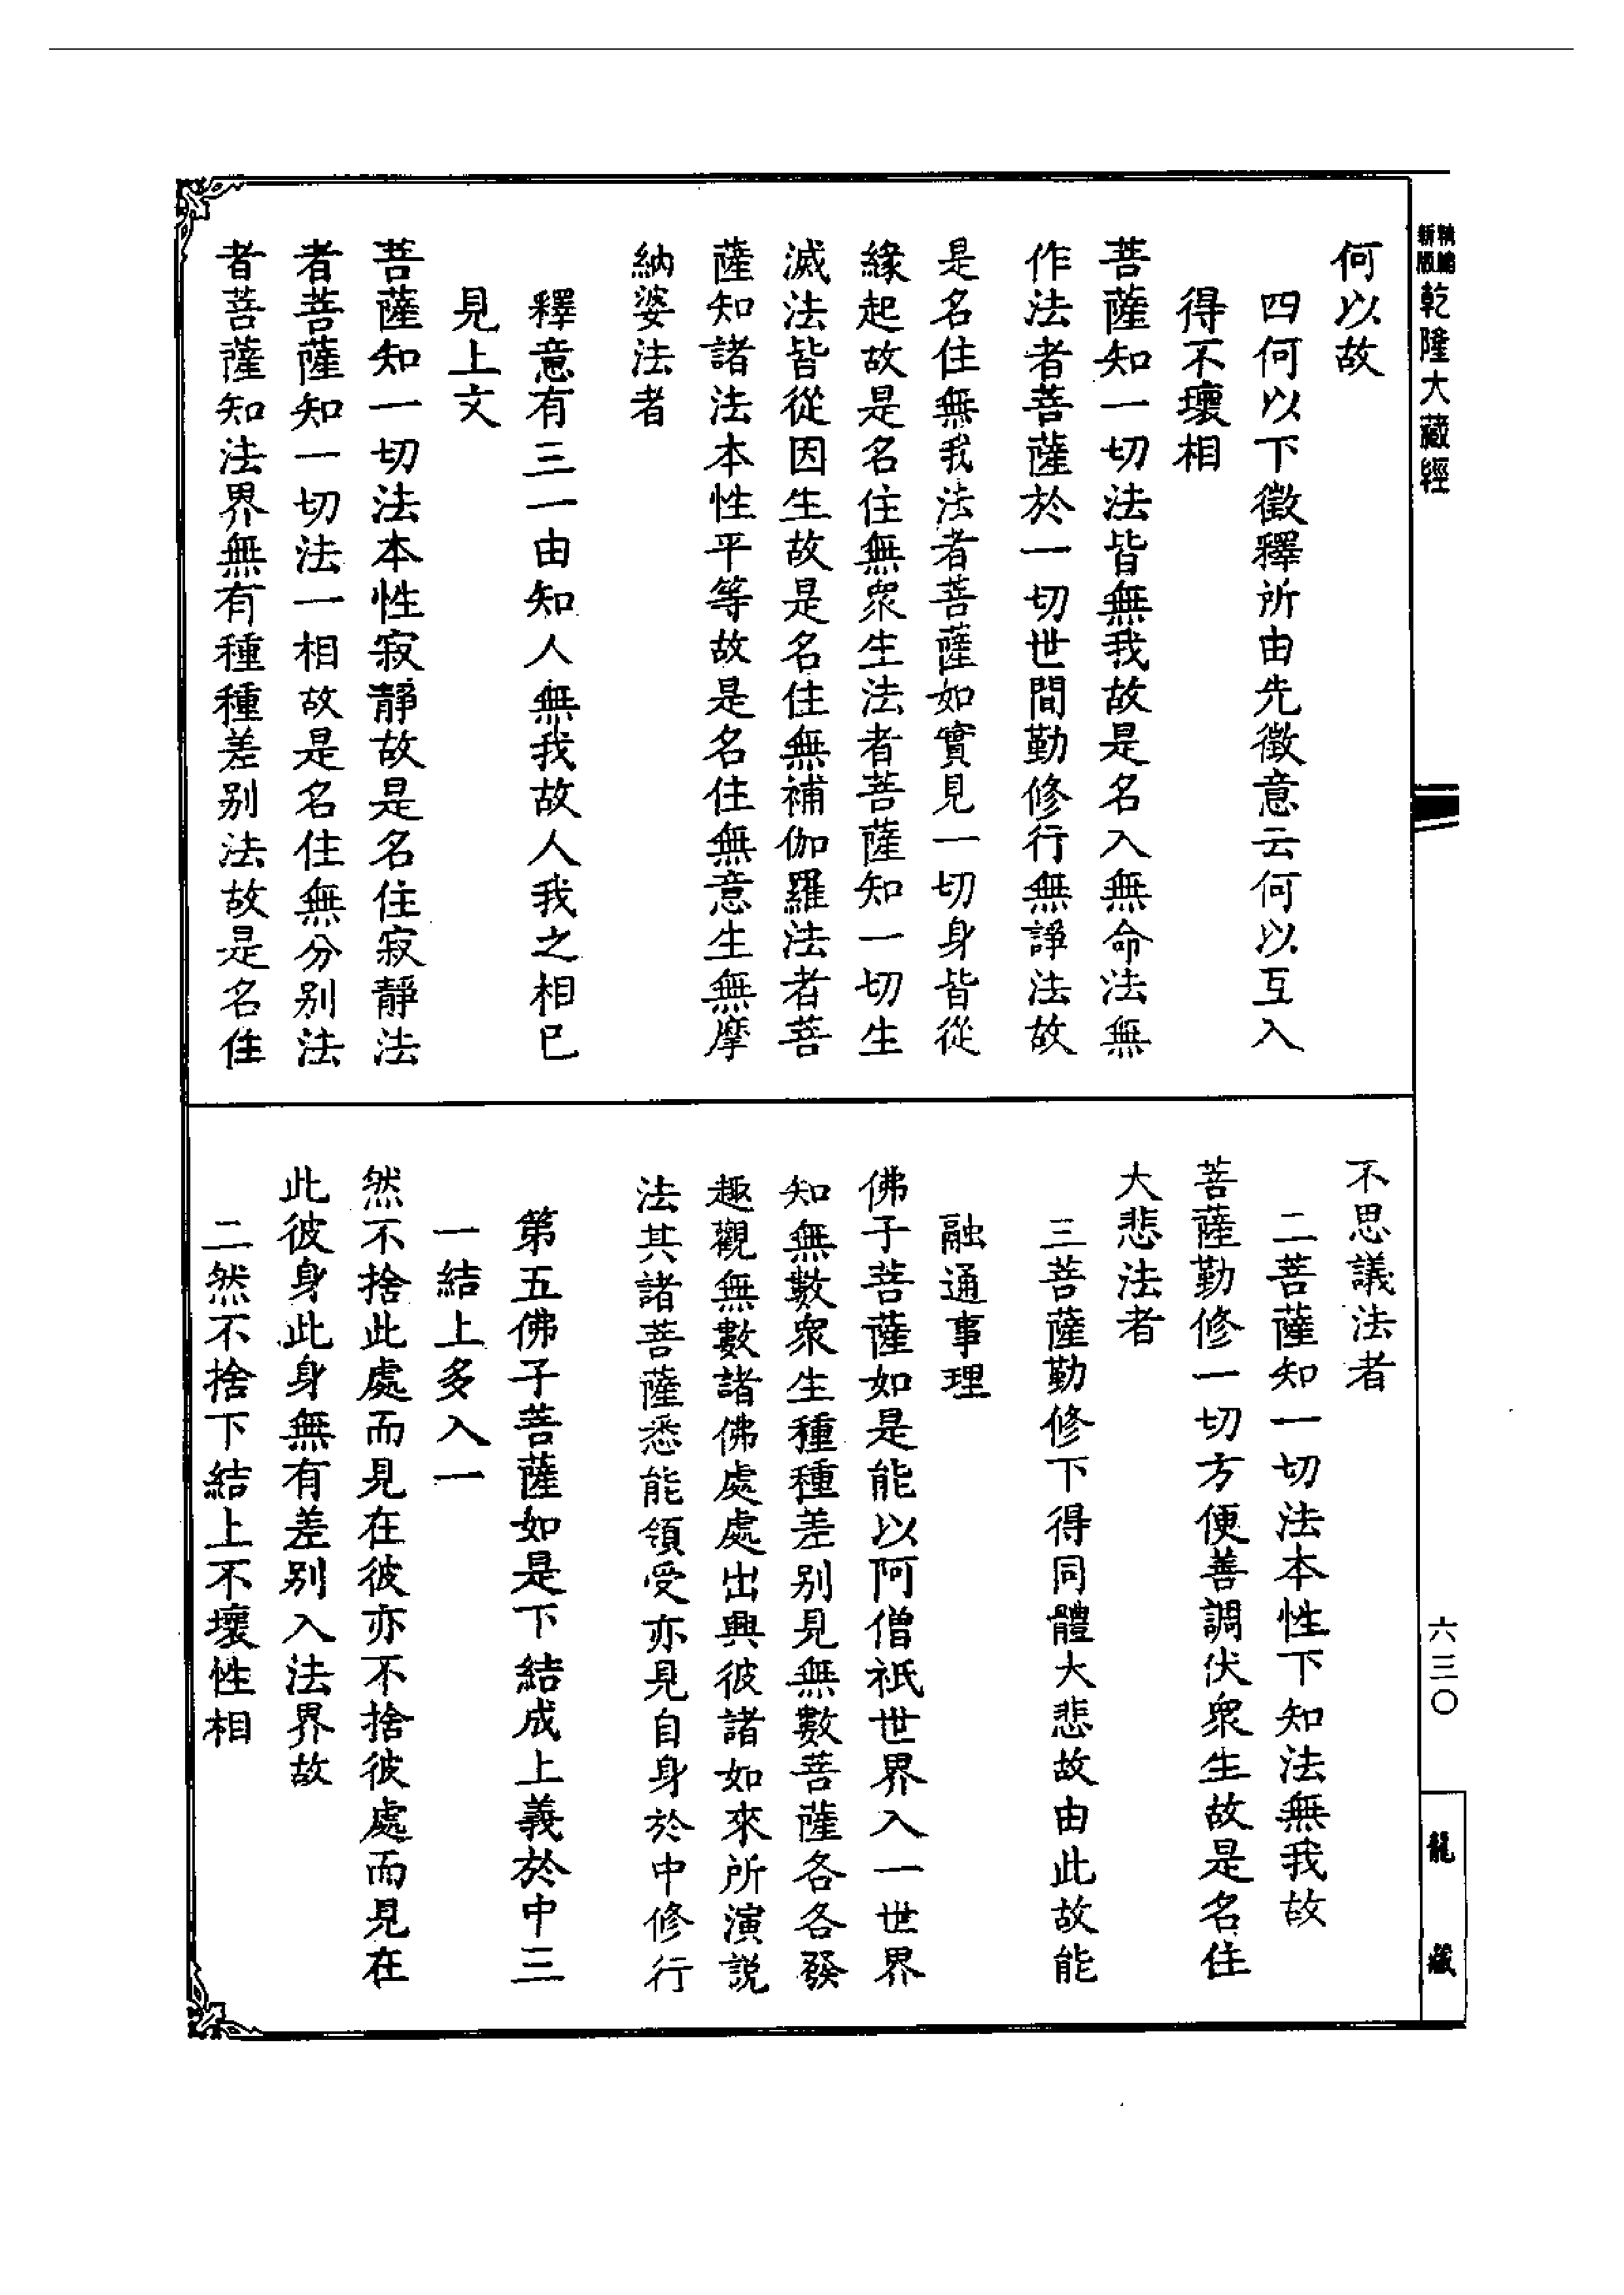 新版
精編
乾隆大藏經
六三〇
龍藏
何以故
四何以下徵釋所由先徵意云何以互入
得不壞相
菩薩知一切法皆無我故是名入無命法無
作法者菩薩於一切世間勤修行無諍法故
是名住無我法者菩薩如實見一切身皆從
緣起故是名住無眾生法者菩薩知一切生
滅法皆從因生故是名住無補伽羅法者菩
薩知諸法本性平等故是名住無意生無摩
納婆法者
釋意有三一由知人無我故人我之相已
見上文
菩薩知一切法本性寂靜故是名住寂靜法
者菩薩知一切法一相故是名住無分别法
者菩薩知法界無有種種差别法故是名住
不思議法者
二菩薩知一切法本性下知法無我故
菩薩勤修一切方便善調伏眾生故是名住
大悲法者
三菩薩勤修下得同體大悲故由此故能
融通事理
佛子菩薩如是能以阿僧祇世界入一世界
知無數眾生種種差别見無數菩薩各各發
趣觀無數諸佛處處出興彼諸如來所演説
法其諸菩薩悉能領受亦見自身於中修行
第五佛子菩薩如是下結成上義於中三
一結上多入一
然不捨此處而見在彼亦不捨彼處而見在
此彼身此身無有差别入法界故
二然不捨下結上不壞性相